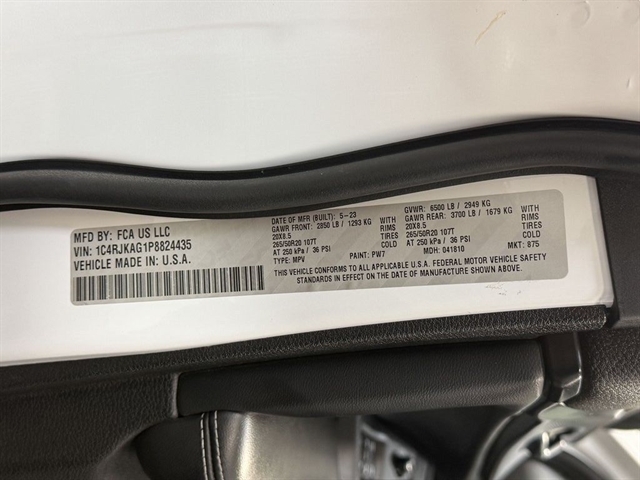 MFD BY: FCA US LLC
VIN: 1C4RJKAG1P8824435
VEHICLE MADE IN: U.S.A.
DATE OF MFR (BUILT): 5-23
GAWR FRONT: 2850 LB / 1293 KG WITH
20X8.5 RIMS
265/50R20 107T TIRES
AT 250 kPa / 36 PSI COLD
TYPE: MPV
PAINT: PW7
GVWR: 6500 LB / 2949 KG
GAWR REAR: 3700 LB / 1679 KG WITH
20X8.5 RIMS
265/50R20 107T TIRES
AT 250 kPa / 36 PSI COLD
MDH: 041810
MKT: 875
THIS VEHICLE CONFORMS TO ALL APPLICABLE U.S.A. FEDERAL MOTOR VEHICLE SAFETY
STANDARDS IN EFFECT ON THE DATE OF MANUFACTURE SHOWN ABOVE.